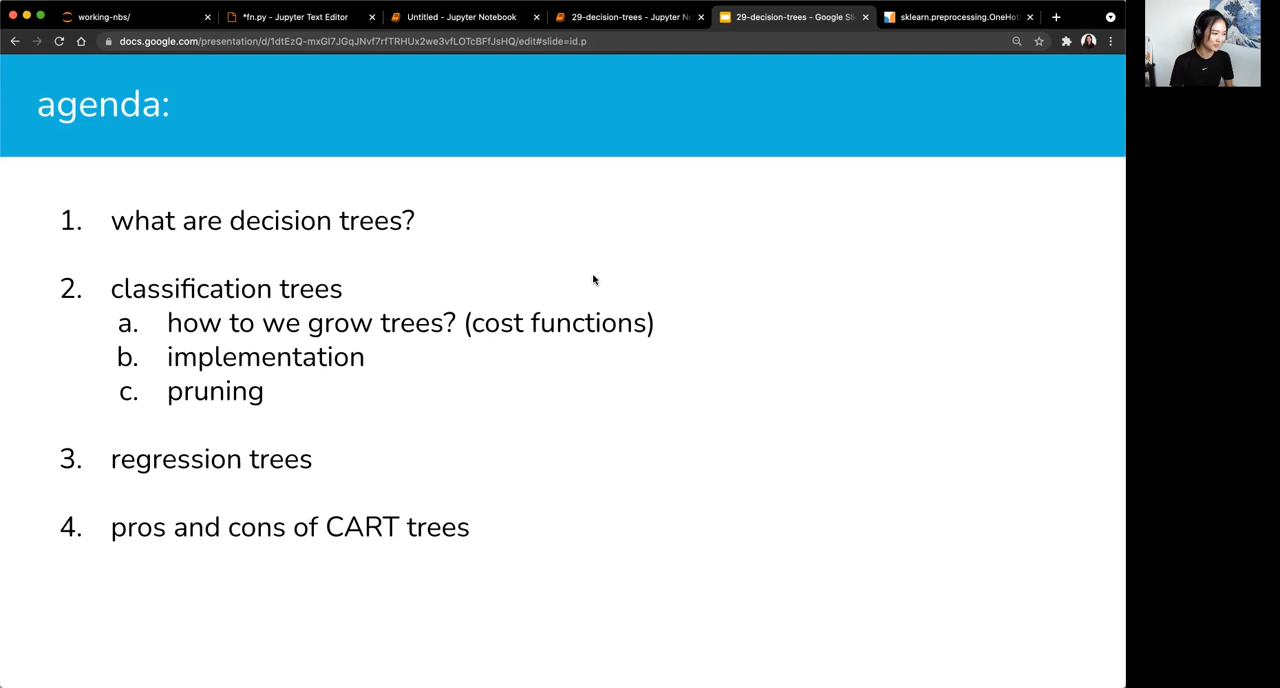 working-nbs/
*fn.py - Jupyter Text Editor
Untitled - Jupyter Notebook
29-decision-trees - Jupyter N
29-decision-trees - Google Sli
sklearn.preprocessing.OneHot
docs.google.com/presentation/d/1dtEzQ-mxGI7JGqJNvf7rfTRHUx2we3vfLOTcBFfJsHQ/edit#slide=id.p
agenda:
1. what are decision trees?
2. classification trees
a. how to we grow trees? (cost functions)
b. implementation
c. pruning
3. regression trees
4. pros and cons of CART trees